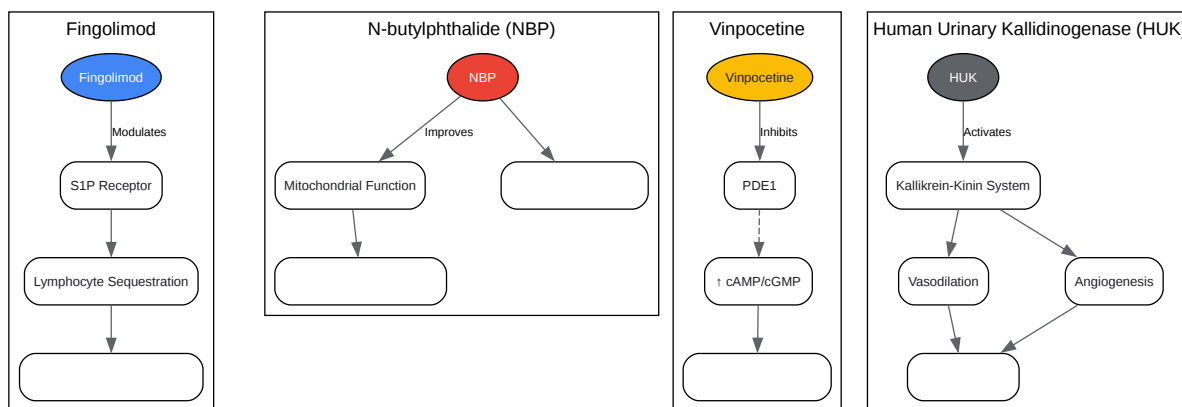 Fingolimod
Fingolimod
Modulates
S1P Receptor
Lymphocyte Sequestration
N-butylphthalide (NBP)
NBP
Improves
Mitochondrial Function
Vinpocetine
Vinpocetine
Inhibits
PDE1
↑ cAMP/cGMP
Human Urinary Kallidinogenase (HUK)
HUK
Activates
Kallikrein-Kinin System
Vasodilation
Angiogenesis